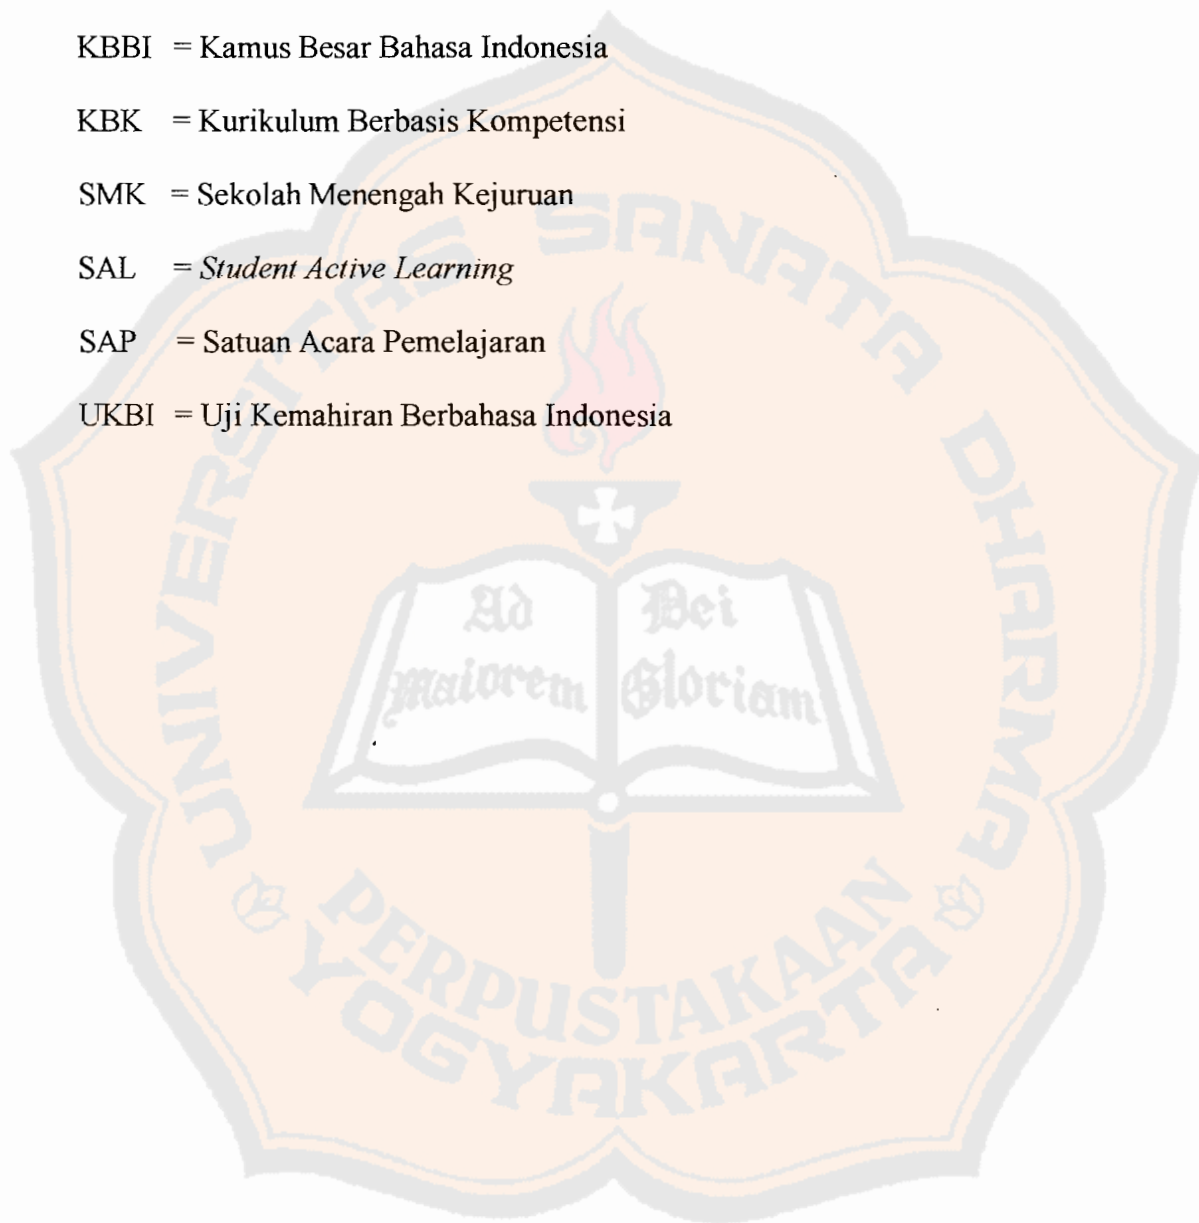 KBBI = Kamus Besar Bahasa Indonesia
KBK = Kurikulum Berbasis Kompetensi
SMK = Sekolah Menengah Kejuruan
SAL = Student Active Learning
SAP = Satuan Acara Pemelajaran
UKBI = Uji Kemahiran Berbahasa Indonesia
UNIVERSITAS SANATA DHARMA
Ad Dei
Maiorem Gloriam
PERPUSTAKAAN
YOGYAKARTA